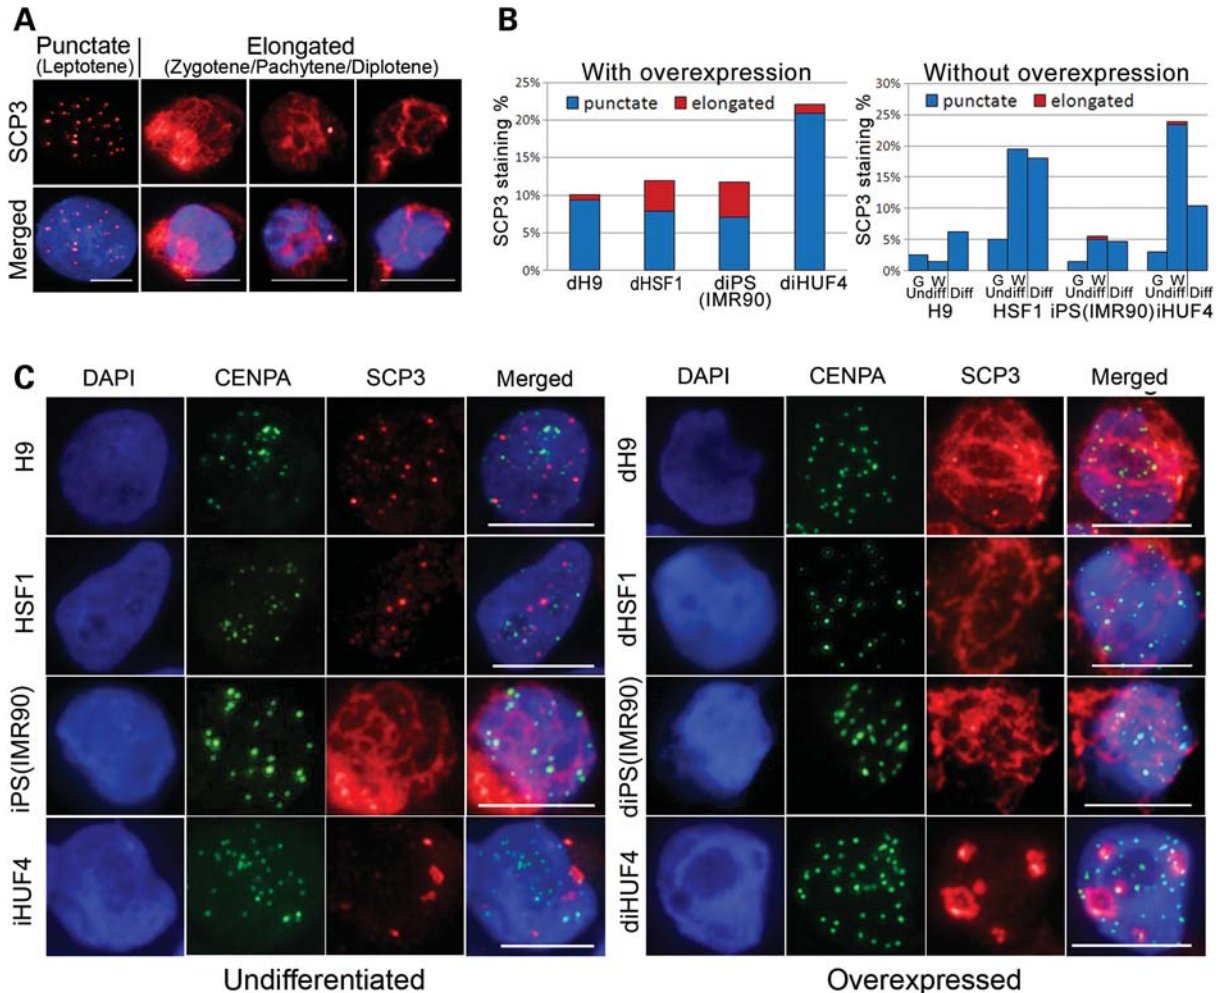 A
Punctate
(Leptotene)
Elongated
(Zygotene/Pachytene/Diplotene)
SCP3
Merged
B
With overexpression
punctate
elongated
SCP3 staining %
25%
20%
15%
10%
5%
0%
dH9
dHSF1
diPS
(IMR90)
diHUF4
Without overexpression
punctate
elongated
SCP3 staining %
30%
25%
20%
15%
10%
5%
0%
G W G W G W G W
Undiff Diff Undiff Diff Undiff Diff Undiff Diff
H9 HSF1 iPS(IMR90) iHUF4
C
DAPI CENPA SCP3 Merged
H9
HSF1
iPS(IMR90)
iHUF4
Undifferentiated
DAPI CENPA SCP3 Merged
dH9
dHSF1
diPS(IMR90)
diHUF4
Overexpressed